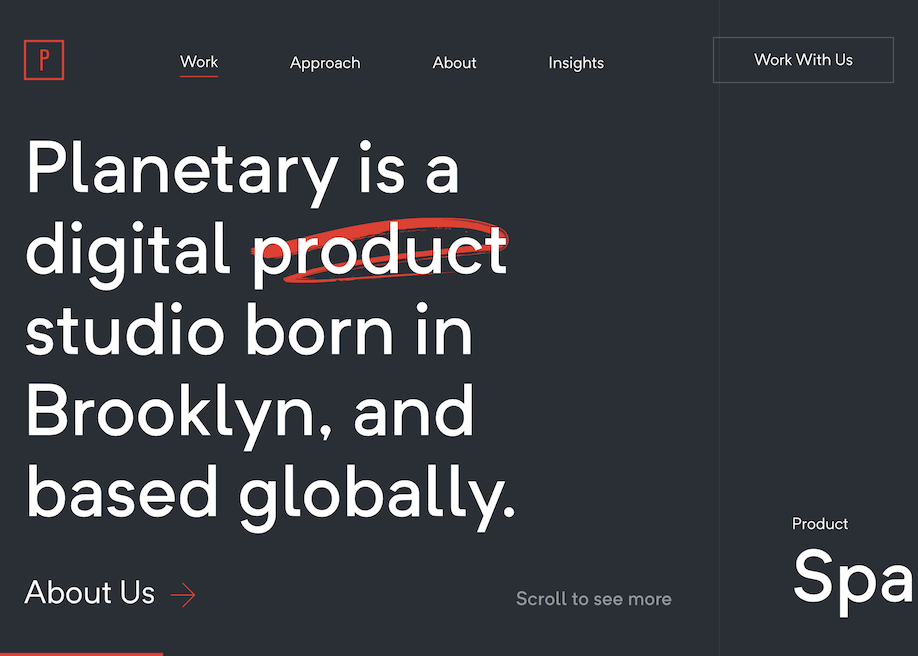 P
Work
Approach
About
Insights
Work With Us
Planetary is a
digital product
studio born in
Brooklyn, and
based globally.
About Us
Scroll to see more
Product
Spa